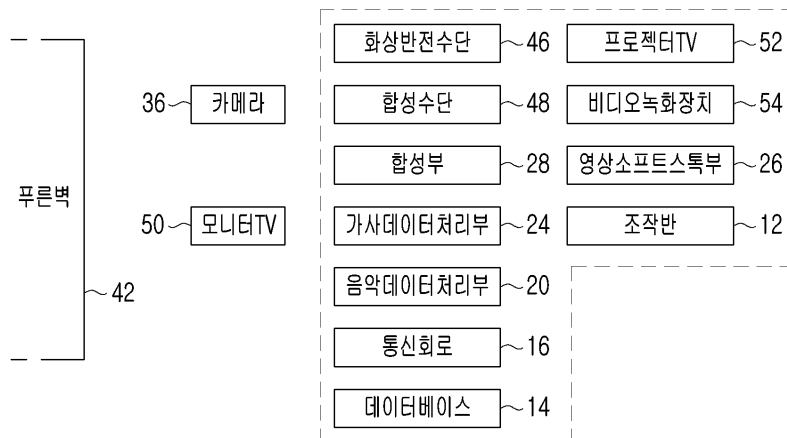 화상반전수단 46 프로젝터TV 52
36 카메라 합성수단 48 비디오녹화장치 54
합성부 28 영상소프트스톡부 26
푸른벽
50 모니터TV 가사데이터처리부 24 조작반 12
42 음악데이터처리부 20
통신회로 16
데이터베이스 14